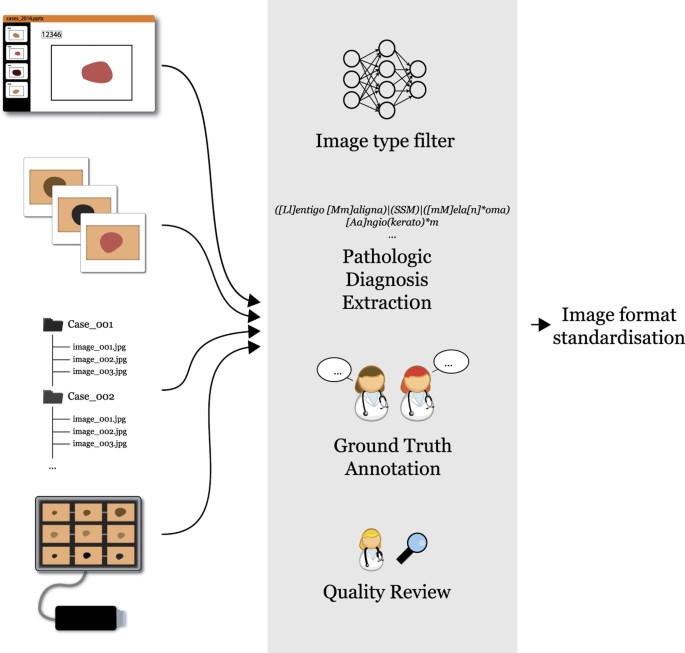 cases_2016.pptx
12346
Case_001
image_001.jpg
image_002.jpg
image_003.jpg
Case_002
image_001.jpg
image_002.jpg
image_003.jpg
...
Image type filter
([Ll]entigo [Mm]aligna)|(SSM)|([mM]ela[n]*oma)
[Aa]ngio(kerato)*m
...
Pathologic
Diagnosis
Extraction
...
...
Ground Truth
Annotation
Quality Review
Image format
standardisation